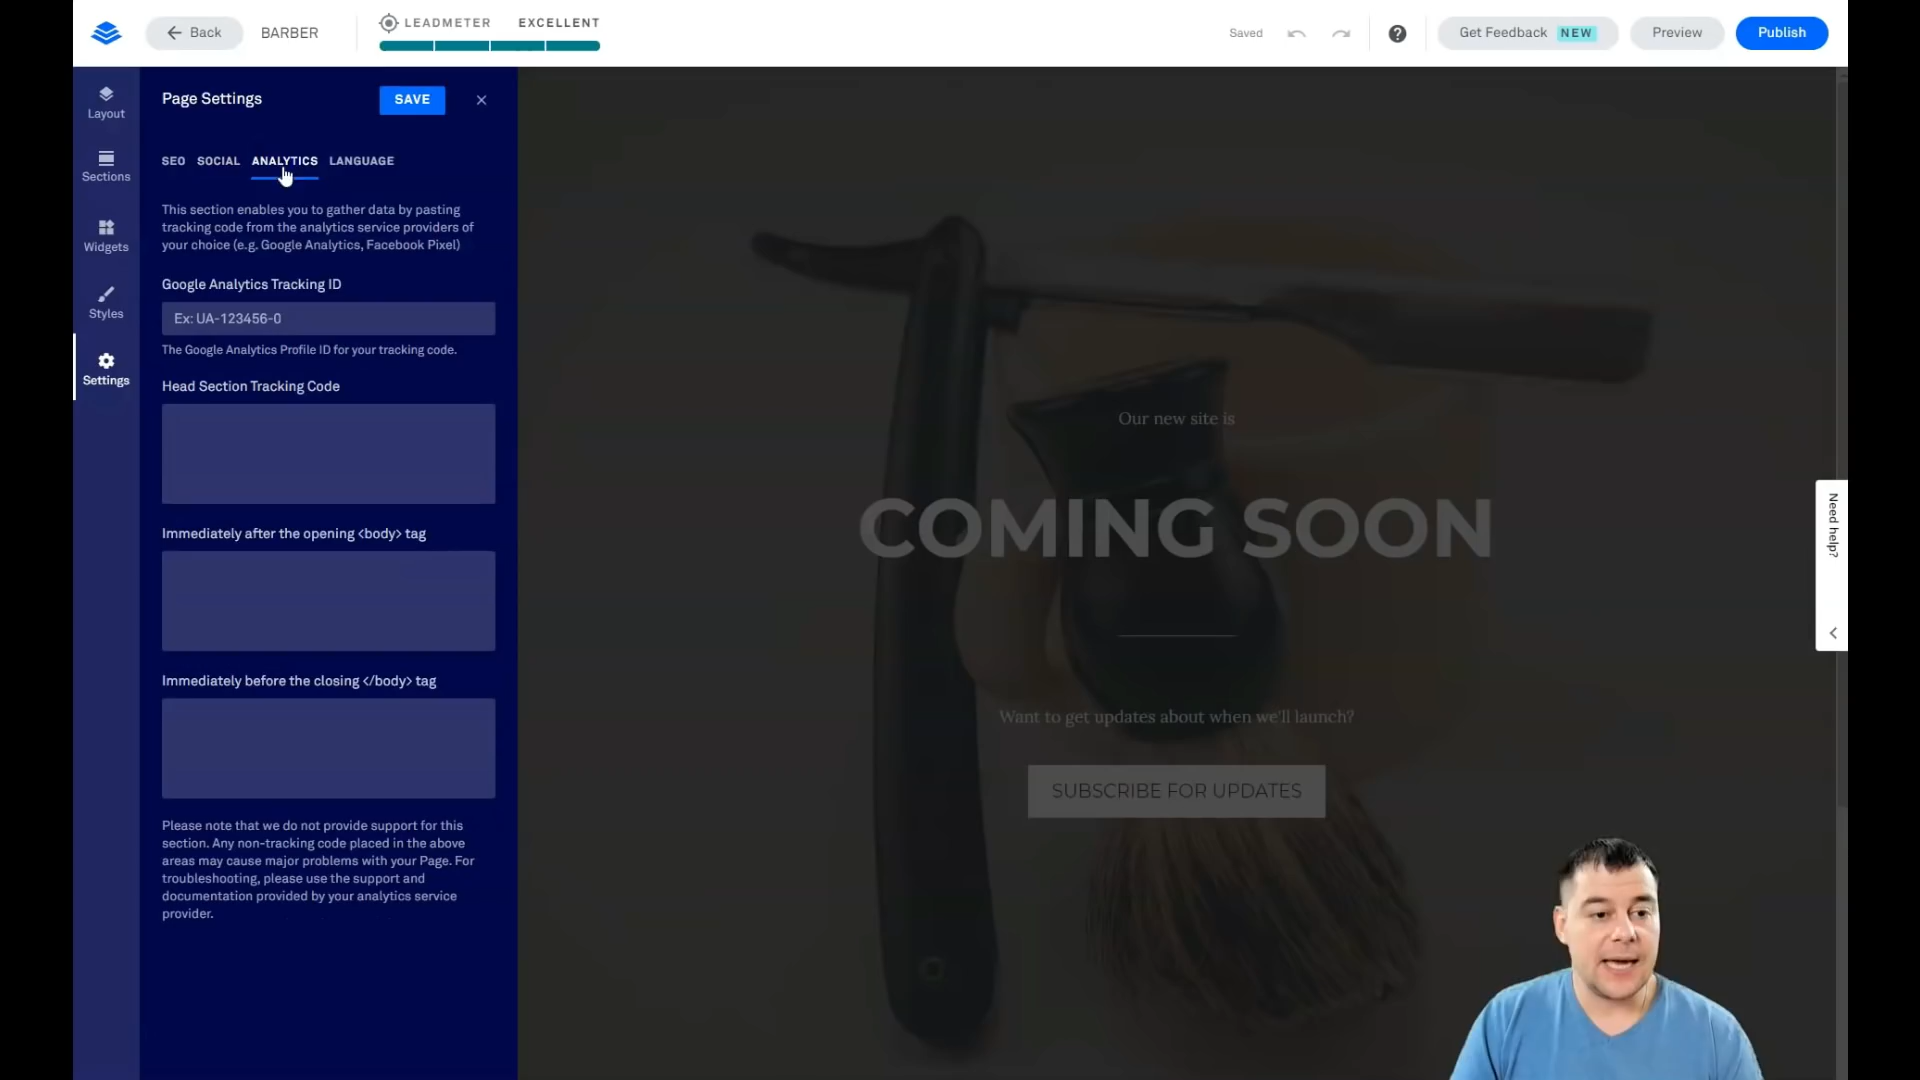 Back
BARBER
LEADMETER
EXCELLENT
Saved
Get Feedback NEW
Preview
Publish
Layout
Sections
Widgets
Styles
Settings
Page Settings
SAVE
SEO SOCIAL ANALYTICS LANGUAGE
This section enables you to gather data by pasting
tracking code from the analytics service providers of
your choice (e.g. Google Analytics, Facebook Pixel)
Google Analytics Tracking ID
Ex: UA-123456-0
The Google Analytics Profile ID for your tracking code.
Head Section Tracking Code
Immediately after the opening <body> tag
Immediately before the closing </body> tag
Please note that we do not provide support for this
section. Any non-tracking code placed in the above
areas may cause major problems with your Page. For
troubleshooting, please use the support and
documentation provided by your analytics service
provider.
Our new site is
COMING SOON
Want to get updates about when we'll launch?
SUBSCRIBE FOR UPDATES
Need help?